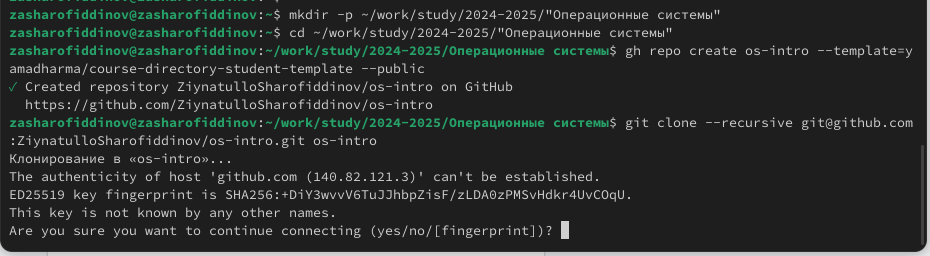 zasharofiddinov@zasharofiddinov:~$ mkdir -p ~/work/study/2024-2025/"Операционные системы"
zasharofiddinov@zasharofiddinov:~$ cd ~/work/study/2024-2025/"Операционные системы"
zasharofiddinov@zasharofiddinov:~/work/study/2024-2025/Операционные системы$ gh repo create os-intro --template=y
amadharma/course-directory-student-template --public
✓ Created repository ZiynatulloSharofiddinov/os-intro on GitHub
https://github.com/ZiynatulloSharofiddinov/os-intro
zasharofiddinov@zasharofiddinov:~/work/study/2024-2025/Операционные системы$ git clone --recursive git@github.com
:ZiynatulloSharofiddinov/os-intro.git os-intro
Клонирование в «os-intro»...
The authenticity of host 'github.com (140.82.121.3)' can't be established.
ED25519 key fingerprint is SHA256:+DiY3wvvV6TuJJhbpZisF/zLDA0zPMSvHdkr4UvCOqU.
This key is not known by any other names.
Are you sure you want to continue connecting (yes/no/[fingerprint])?